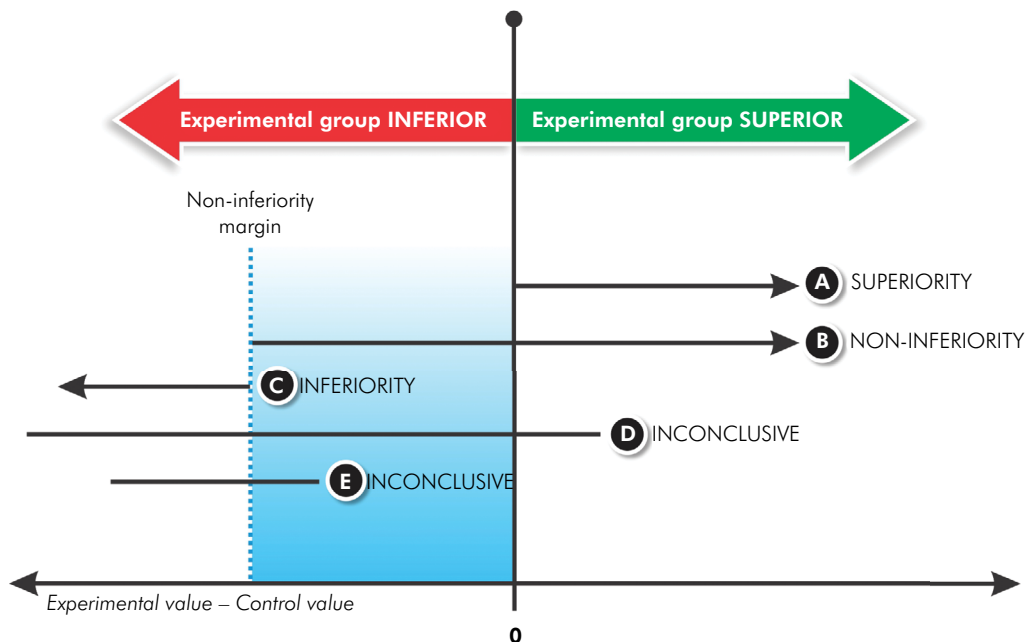 Experimental group INFERIOR
Experimental group SUPERIOR
Non-inferiority
margin
A SUPERIORITY
B NON-INFERIORITY
C INFERIORITY
D INCONCLUSIVE
E INCONCLUSIVE
Experimental value – Control value
0